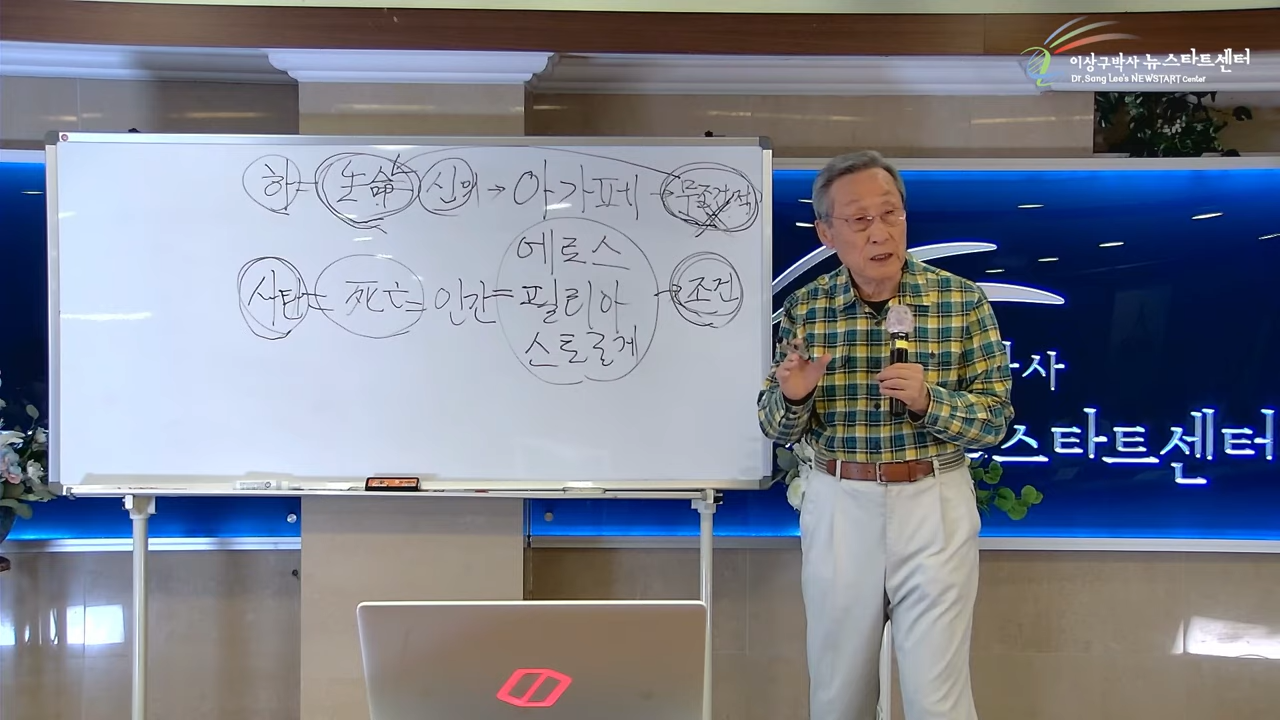 이상구박사 뉴스타트센터
Dr. Sang Lee's NEWSTART Center
하 = 生命 = 신의 → 아가페 → 무조건적
에로스
사탄 = 死亡 = 인간 = 필리아 → 조건
스토르게
박사
뉴스타트센터